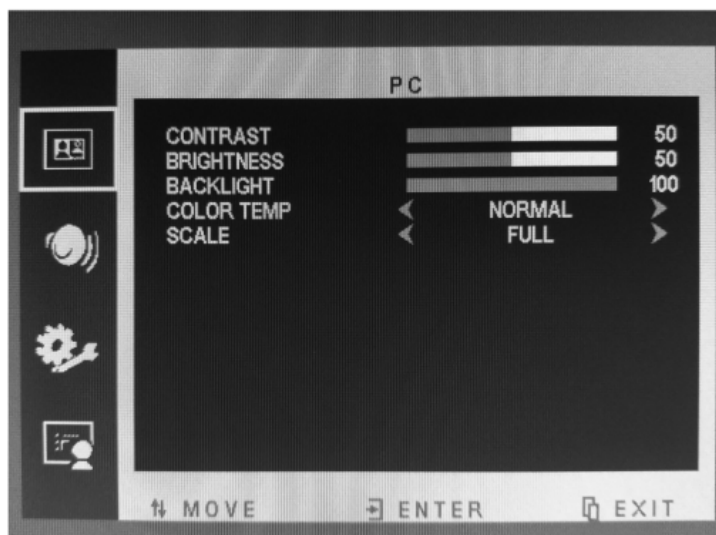 PC
CONTRAST 50
BRIGHTNESS 50
BACKLIGHT 100
COLOR TEMP NORMAL
SCALE FULL
MOVE ENTER EXIT